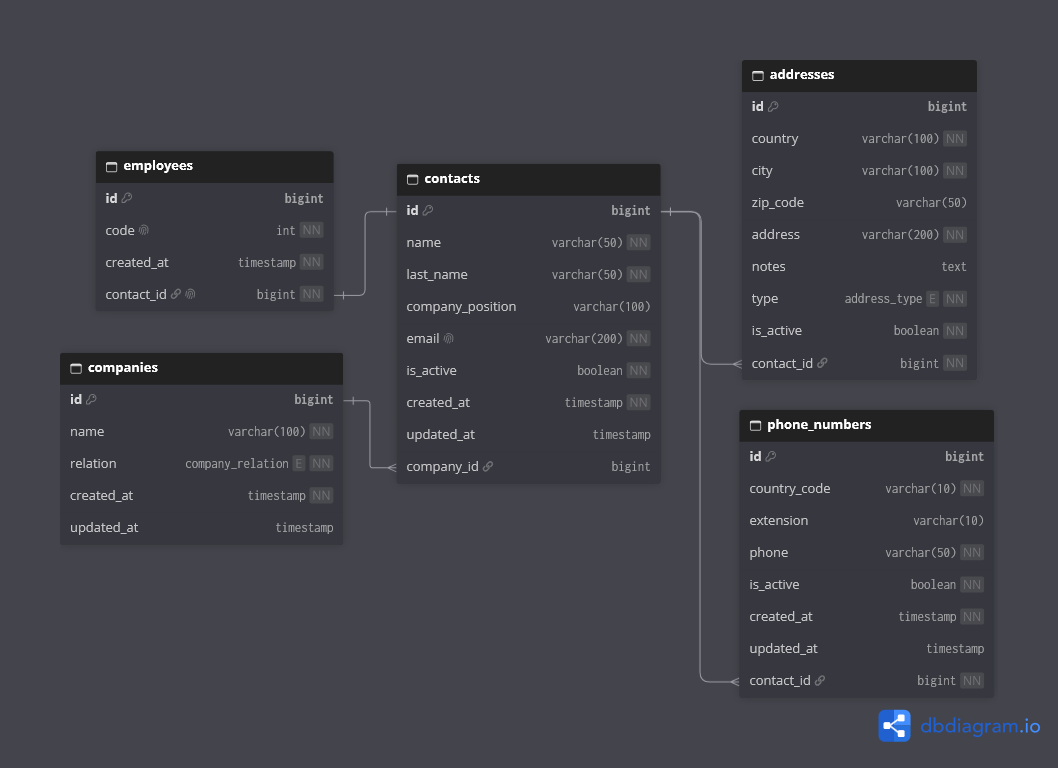 employees
id bigint
code int NN
created_at timestamp NN
contact_id bigint NN
companies
id bigint
name varchar(100) NN
relation company_relation E NN
created_at timestamp NN
updated_at timestamp
contacts
id bigint
name varchar(50) NN
last_name varchar(50) NN
company_position varchar(100)
email varchar(200) NN
is_active boolean NN
created_at timestamp NN
updated_at timestamp
company_id bigint
addresses
id bigint
country varchar(100) NN
city varchar(100) NN
zip_code varchar(50)
address varchar(200) NN
notes text
type address_type E NN
is_active boolean NN
contact_id bigint NN
phone_numbers
id bigint
country_code varchar(10) NN
extension varchar(10)
phone varchar(50) NN
is_active boolean NN
created_at timestamp NN
updated_at timestamp
contact_id bigint NN
dbdiagram.io